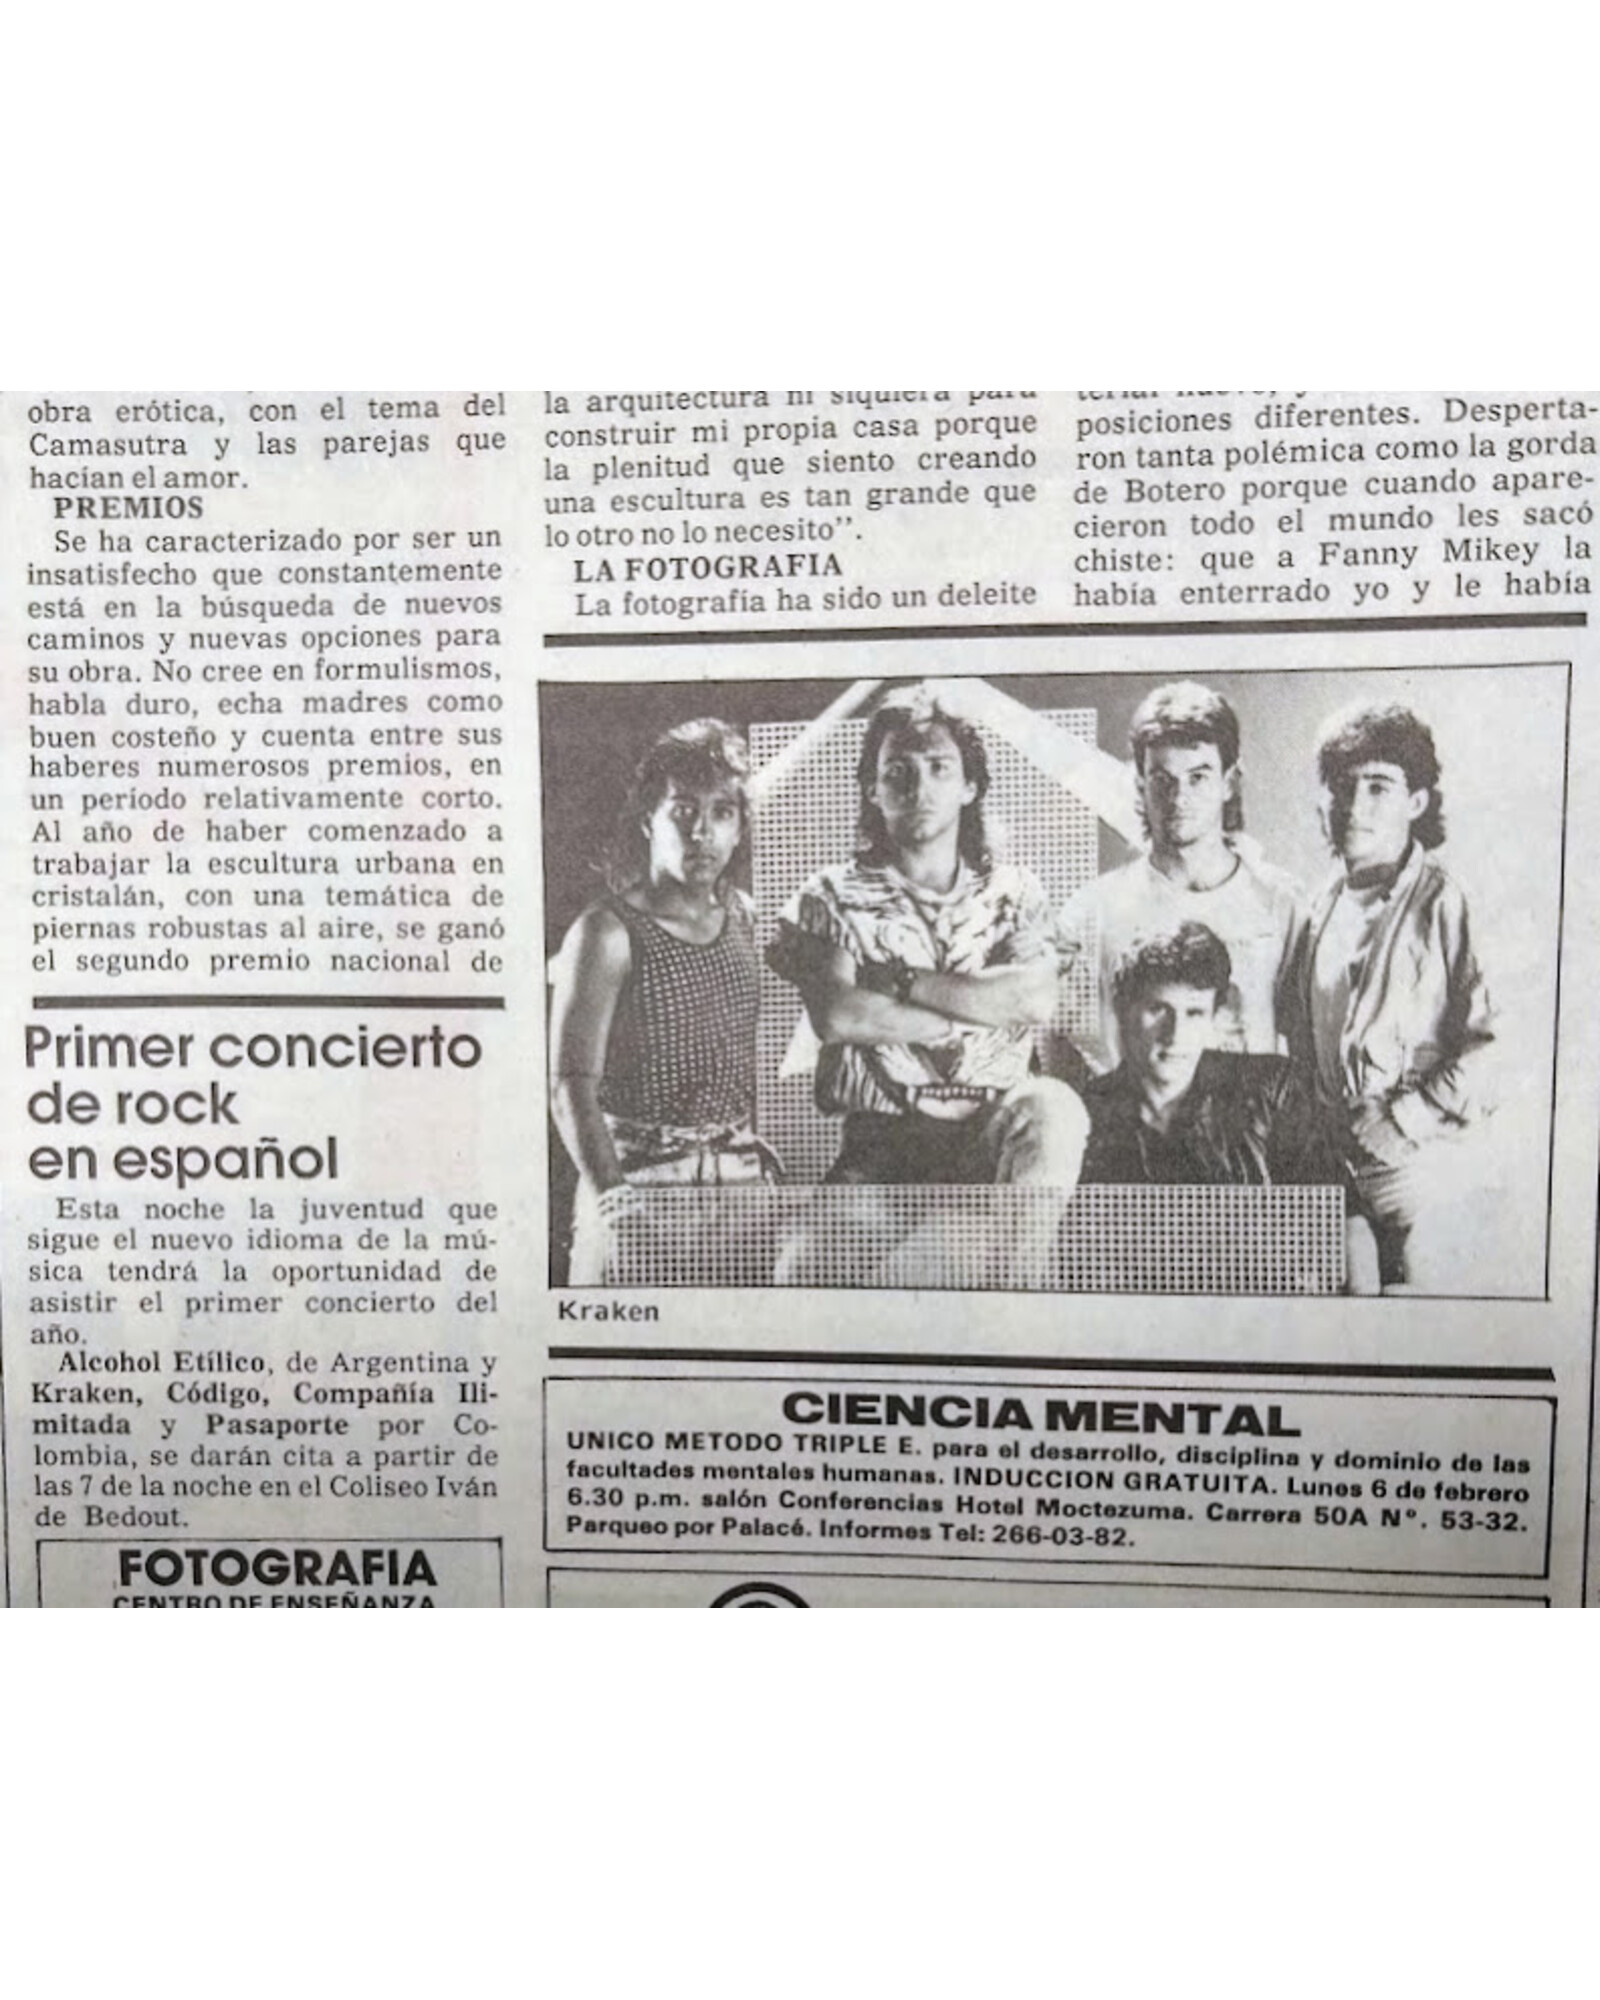 obra erótica, con el tema del
Camasutra y las parejas que
hacían el amor.
PREMIOS
Se ha caracterizado por ser un
insatisfecho que constantemente
está en la búsqueda de nuevos
caminos y nuevas opciones para
su obra. No cree en formulismos,
habla duro, echa madres como
buen costeño y cuenta entre sus
haberes numerosos premios, en
un período relativamente corto.
Al año de haber comenzado a
trabajar la escultura urbana en
cristalán, con una temática de
piernas robustas al aire, se ganó
el segundo premio nacional de
la arquitectura ni siquiera para
construir mi propia casa porque
la plenitud que siento creando
una escultura es tan grande que
lo otro no lo necesito”.
LA FOTOGRAFIA
La fotografía ha sido un deleite
posiciones diferentes. Desperta-
ron tanta polémica como la gorda
de Botero porque cuando apare-
cieron todo el mundo les sacó
chiste: que a Fanny Mikey la
había enterrado yo y le había
Primer concierto
de rock
en español
Esta noche la juventud que
sigue el nuevo idioma de la mú-
sica tendrá la oportunidad de
asistir el primer concierto del
año.
Alcohol Etílico, de Argentina y
Kraken, Código, Compañía Ili-
mitada y Pasaporte por Co-
lombia, se darán cita a partir de
las 7 de la noche en el Coliseo Iván
de Bedout.
Kraken
CIENCIA MENTAL
UNICO METODO TRIPLE E. para el desarrollo, disciplina y dominio de las
facultades mentales humanas. INDUCCION GRATUITA. Lunes 6 de febrero
6.30 p.m. salón Conferencias Hotel Moctezuma. Carrera 50A Nº. 53-32.
Parqueo por Palacé. Informes Tel: 266-03-82.
FOTOGRAFIA
CENTRO DE ENSEÑANZA